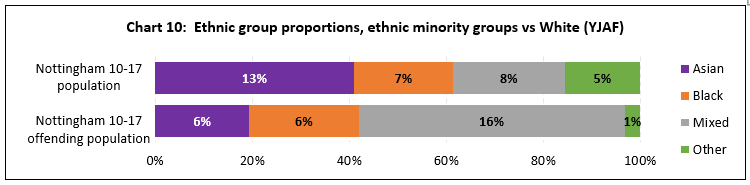 Chart 10:  Ethnic group proportions, ethnic minority groups vs White (YJAF)
Nottingham 10-17
population
13%
7%
8%
5%
Nottingham 10-17
offending population
6%
6%
16%
1%
0%
20%
40%
60%
80%
100%
Asian
Black
Mixed
Other